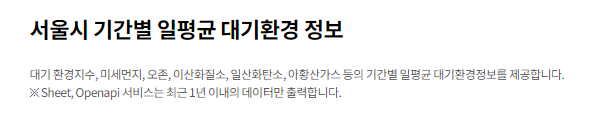 서울시 기간별 일평균 대기환경 정보
대기 환경지수, 미세먼지, 오존, 이산화질소, 일산화탄소, 아황산가스 등의 기간별 일평균 대기환경정보를 제공합니다.
※ Sheet, Openapi 서비스는 최근 1년 이내의 데이터만 출력합니다.